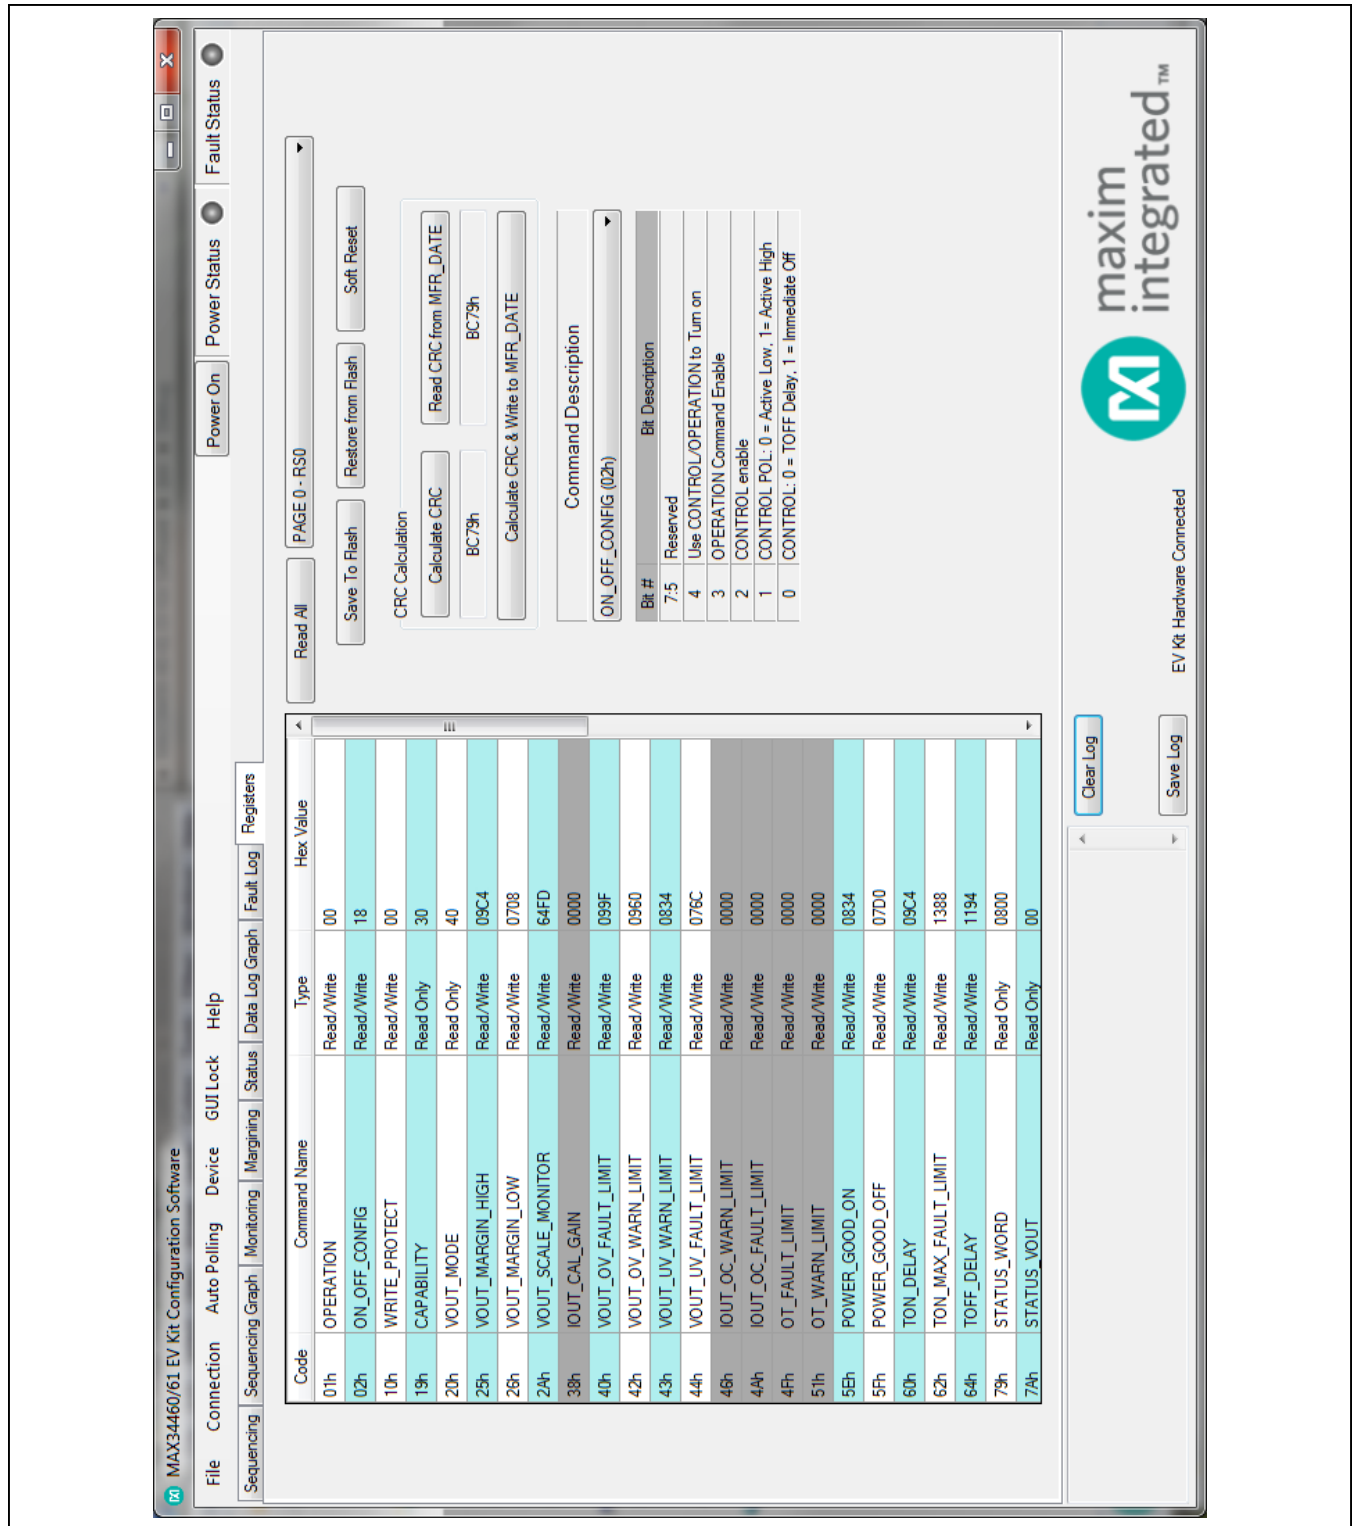 MAX34460/61 EV Kit Configuration Software
File Connection Auto Polling Device GUI Lock Help Power On Power Status Fault Status
Sequencing Sequencing Graph Monitoring Margining Status Data Log Graph Fault Log Registers
Code Command Name Type Hex Value
01h OPERATION Read/Write 00
02h ON_OFF_CONFIG Read/Write 18
10h WRITE_PROTECT Read/Write 00
19h CAPABILITY Read Only 30
20h VOUT_MODE Read Only 40
25h VOUT_MARGIN_HIGH Read/Write 09C4
26h VOUT_MARGIN_LOW Read/Write 0708
2Ah VOUT_SCALE_MONITOR Read/Write 64FD
38h IOUT_CAL_GAIN Read/Write 0000
40h VOUT_OV_FAULT_LIMIT Read/Write 099F
42h VOUT_OV_WARN_LIMIT Read/Write 0960
43h VOUT_UV_WARN_LIMIT Read/Write 0834
44h VOUT_UV_FAULT_LIMIT Read/Write 076C
46h IOUT_OC_WARN_LIMIT Read/Write 0000
4Ah IOUT_OC_FAULT_LIMIT Read/Write 0000
4Fh OT_FAULT_LIMIT Read/Write 0000
51h OT_WARN_LIMIT Read/Write 0000
5Eh POWER_GOOD_ON Read/Write 0834
5Fh POWER_GOOD_OFF Read/Write 07D0
60h TON_DELAY Read/Write 09C4
62h TON_MAX_FAULT_LIMIT Read/Write 1388
64h TOFF_DELAY Read/Write 1194
79h STATUS_WORD Read Only 0800
7Ah STATUS_VOUT Read Only 00
Read All PAGE 0 - RS0
Save To Flash Restore from Flash Soft Reset
CRC Calculation
Calculate CRC Read CRC from MFR_DATE
BC79h BC79h
Calculate CRC & Write to MFR_DATE
Command Description
ON_OFF_CONFIG (02h)
Bit # Bit Description
7:5 Reserved
4 Use CONTROL/OPERATION to Turn on
3 OPERATION Command Enable
2 CONTROL enable
1 CONTROL POL: 0 = Active Low, 1= Active High
0 CONTROL: 0 = TOFF Delay, 1 = Immediate Off
Clear Log
Save Log
EV Kit Hardware Connected
maxim
integrated™